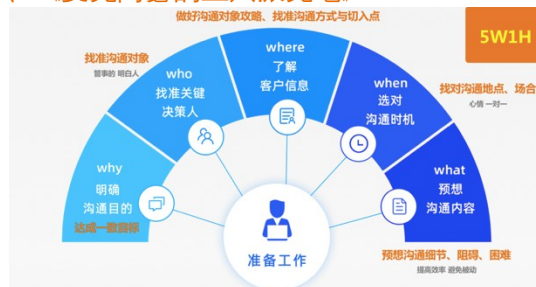 做好沟通对象攻略、找准沟通方式与切入点
5W1H
找准沟通对象
管事的 明白人
where
了解
客户信息
who
找准关键
决策人
when
选对
沟通时机
找对沟通地点、场合
心情 一对一
why
明确
沟通目的
达成一致目标
what
预想
沟通内容
准备工作
预想沟通细节、阻碍、困难
提高效率 避免被动